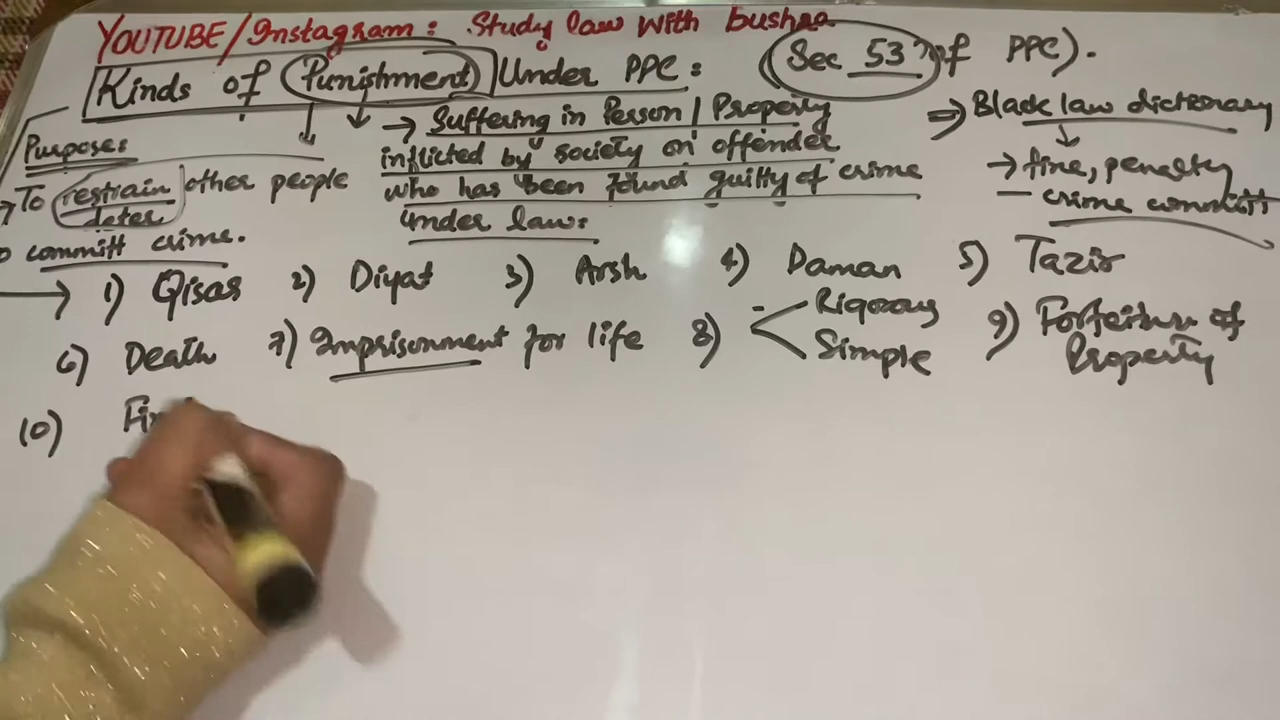 YOUTUBE/Instagram: Study law with bushra
Kinds of Punishment Under PPC: (Sec 53 of PPC).
Purposes
→ To restrain other people
deter
committ crime.
→ Suffering in Person/Property
inflicted by society on offender
who has been found guilty of crime
under law:
⇒ Black law dictionary
→ fine, penalty
— crime committ
→ 1) Qisas 2) Diyat 3) Arsh 4) Daman 5) Tazir
6) Death 7) Imprisonment for life 8) Rigorous
Simple
9) Forfeiture of
Property
10)